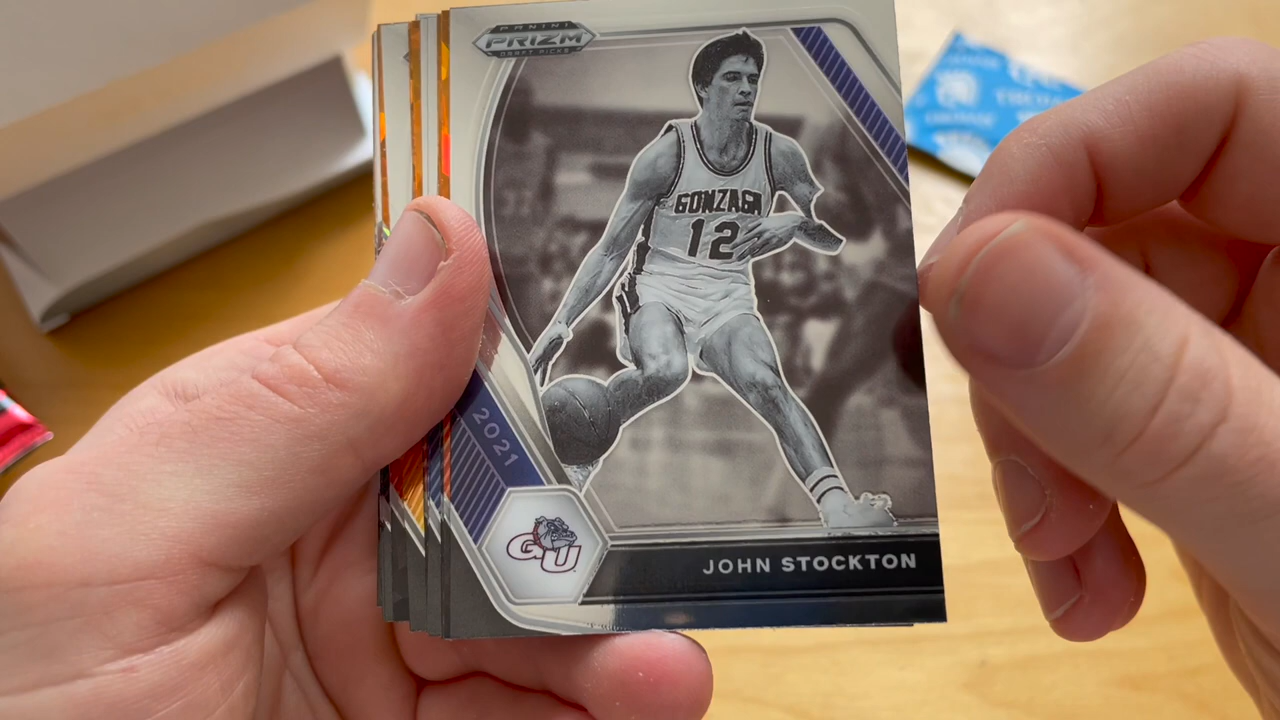 PANINI
PRIZM
DRAFT PICKS
GONZAGA
12
2021
GU
JOHN STOCKTON